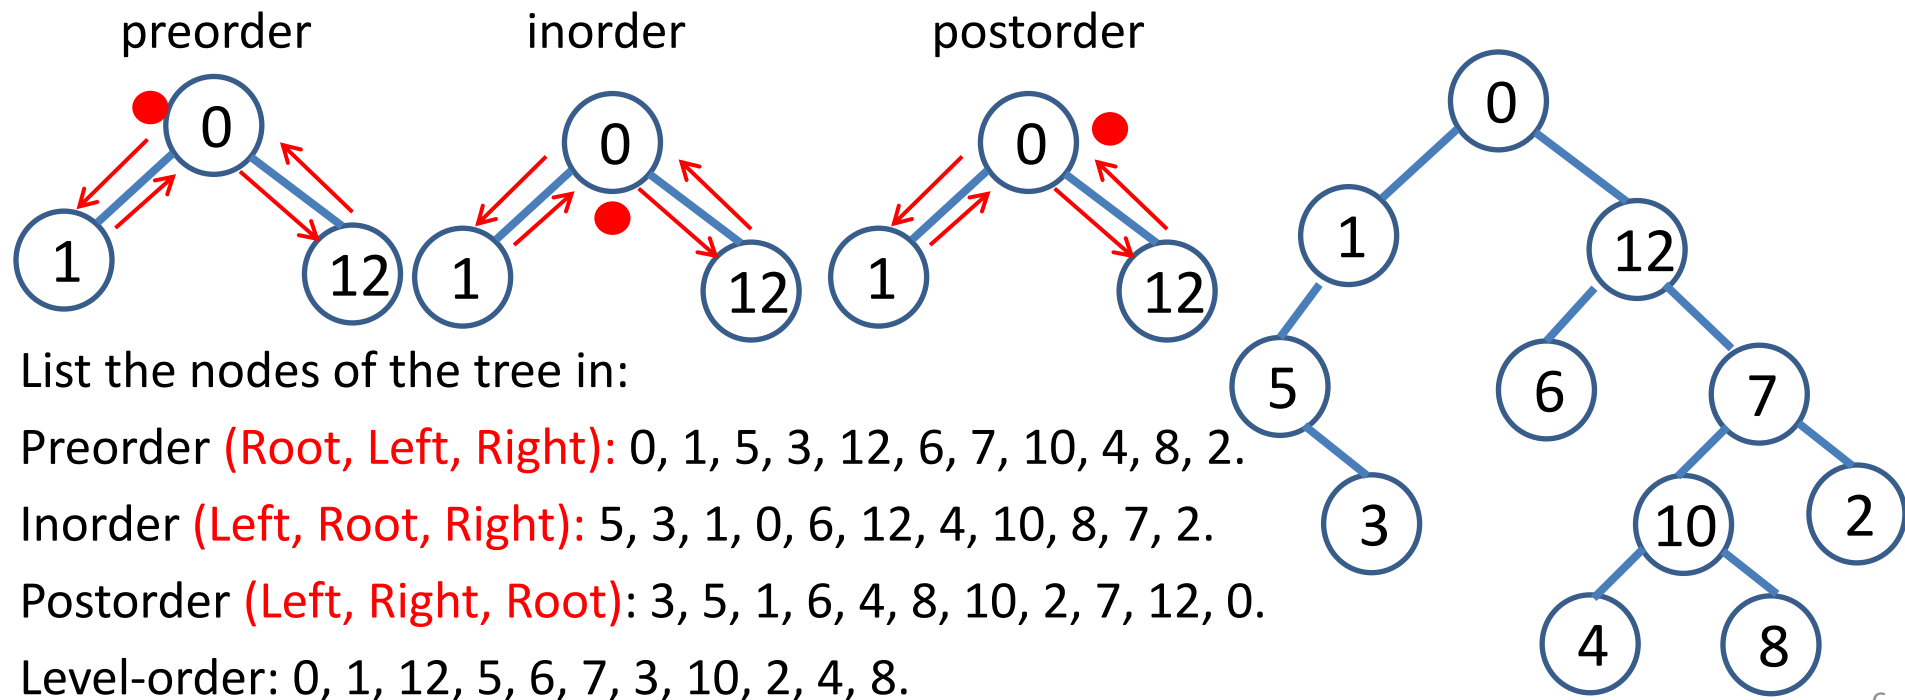 preorder inorder postorder
0
1 12
0
1 12
0
1 12
0
1 12
5 6 7
3 10 2
4 8
List the nodes of the tree in:
Preorder (Root, Left, Right): 0, 1, 5, 3, 12, 6, 7, 10, 4, 8, 2.
Inorder (Left, Root, Right): 5, 3, 1, 0, 6, 12, 4, 10, 8, 7, 2.
Postorder (Left, Right, Root): 3, 5, 1, 6, 4, 8, 10, 2, 7, 12, 0.
Level-order: 0, 1, 12, 5, 6, 7, 3, 10, 2, 4, 8.